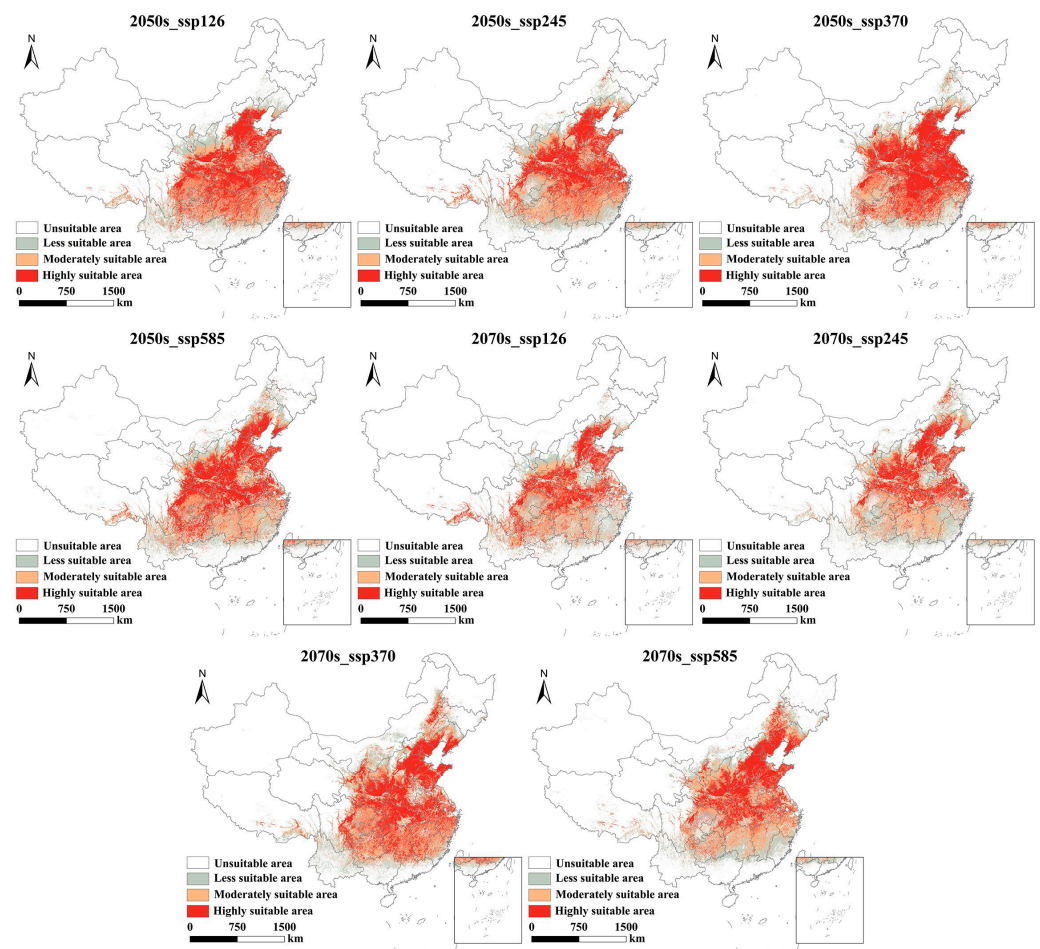 2050s_ssp126
N
Unsuitable area
Less suitable area
Moderately suitable area
Highly suitable area
0 750 1500
km
2050s_ssp245
N
Unsuitable area
Less suitable area
Moderately suitable area
Highly suitable area
0 750 1500
km
2050s_ssp370
N
Unsuitable area
Less suitable area
Moderately suitable area
Highly suitable area
0 750 1500
km
2050s_ssp585
N
Unsuitable area
Less suitable area
Moderately suitable area
Highly suitable area
0 750 1500
km
2070s_ssp126
N
Unsuitable area
Less suitable area
Moderately suitable area
Highly suitable area
0 750 1500
km
2070s_ssp245
N
Unsuitable area
Less suitable area
Moderately suitable area
Highly suitable area
0 750 1500
km
2070s_ssp370
N
Unsuitable area
Less suitable area
Moderately suitable area
Highly suitable area
0 750 1500
km
2070s_ssp585
N
Unsuitable area
Less suitable area
Moderately suitable area
Highly suitable area
0 750 1500
km